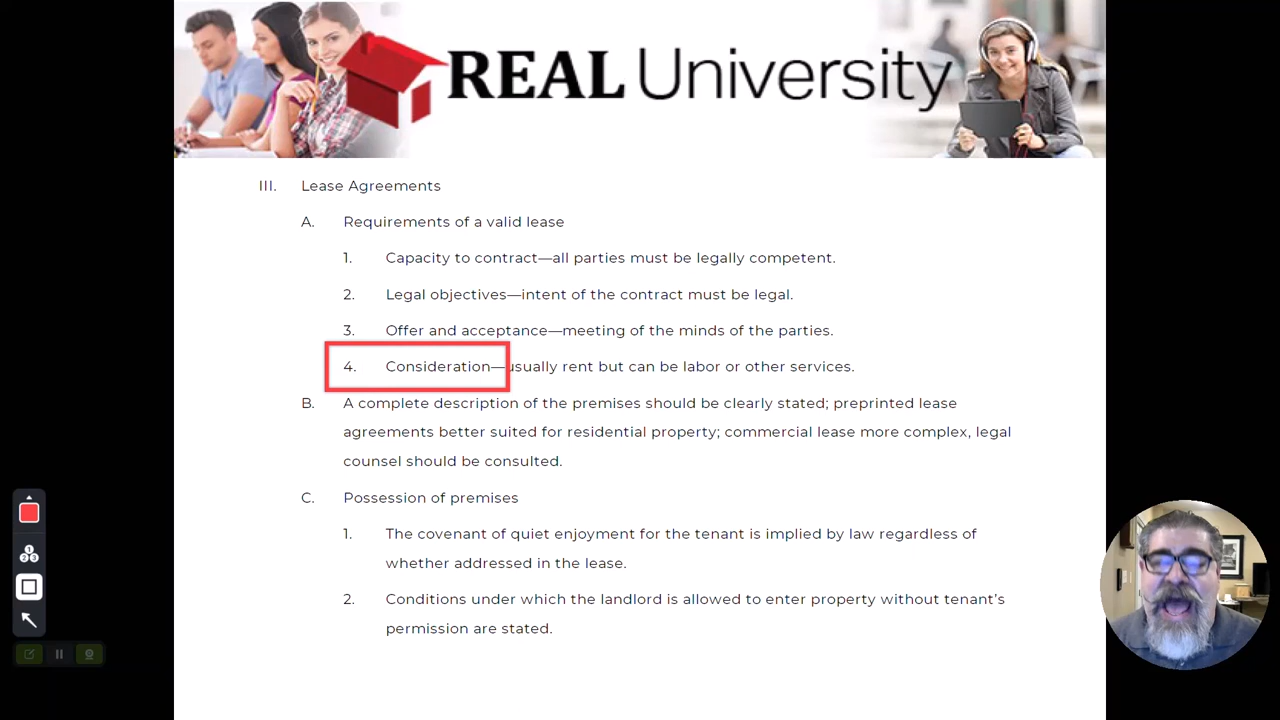 REAL University
III. Lease Agreements
A. Requirements of a valid lease
1. Capacity to contract—all parties must be legally competent.
2. Legal objectives—intent of the contract must be legal.
3. Offer and acceptance—meeting of the minds of the parties.
4. Consideration—usually rent but can be labor or other services.
B. A complete description of the premises should be clearly stated; preprinted lease
agreements better suited for residential property; commercial lease more complex, legal
counsel should be consulted.
C. Possession of premises
1. The covenant of quiet enjoyment for the tenant is implied by law regardless of
whether addressed in the lease.
2. Conditions under which the landlord is allowed to enter property without tenant’s
permission are stated.